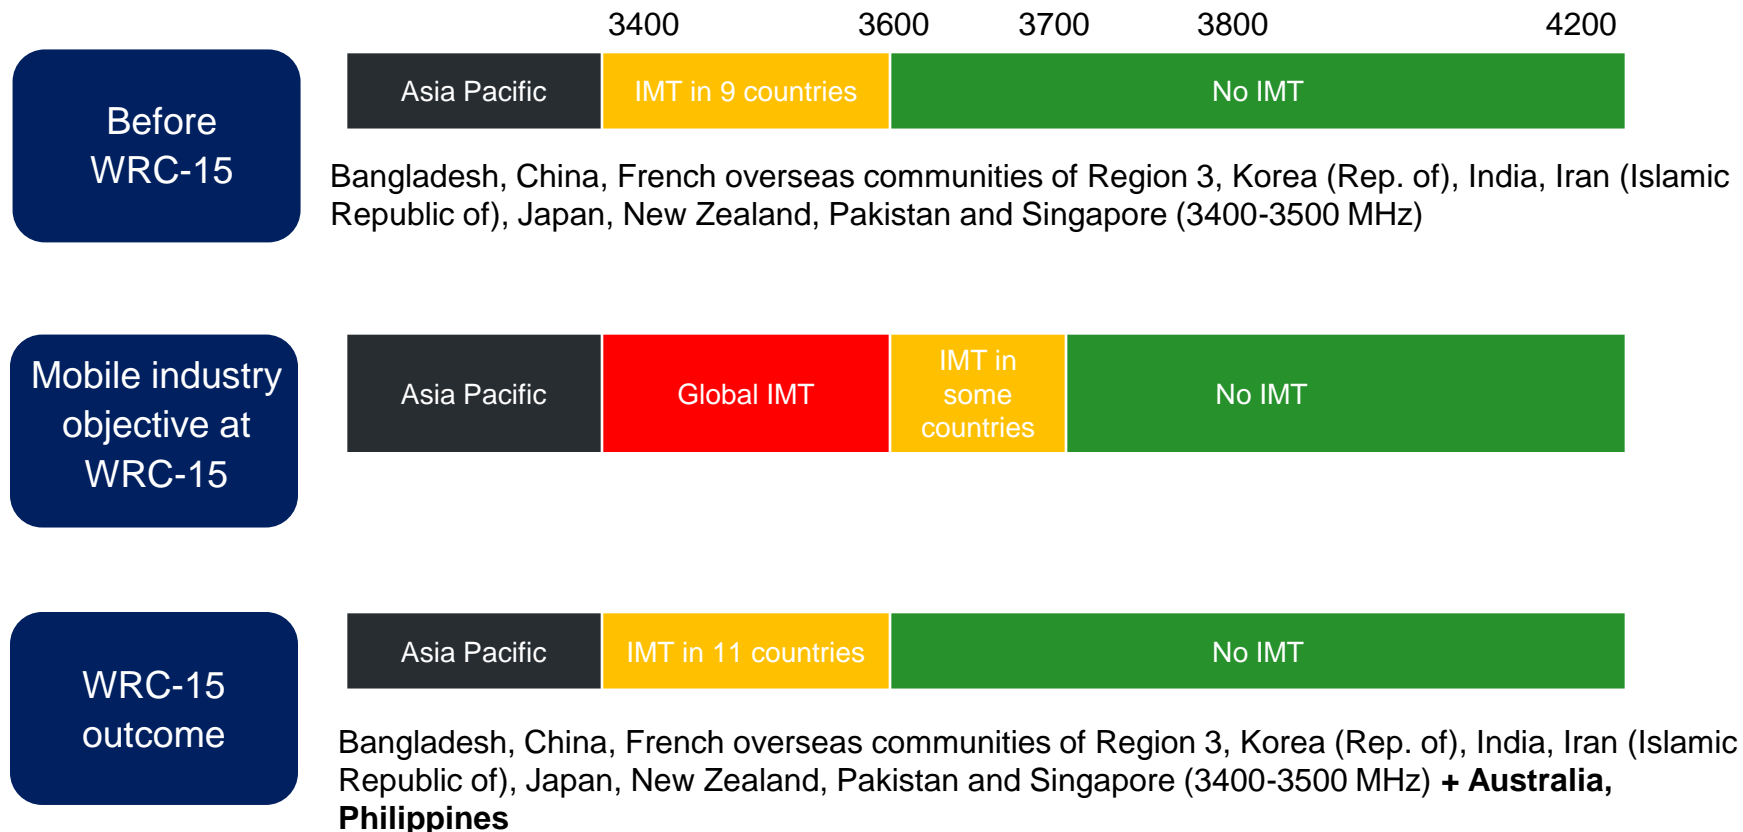 3400 3600 3700 3800 4200
Before
WRC-15
Asia Pacific IMT in 9 countries No IMT
Bangladesh, China, French overseas communities of Region 3, Korea (Rep. of), India, Iran (Islamic
Republic of), Japan, New Zealand, Pakistan and Singapore (3400-3500 MHz)
Mobile industry
objective at
WRC-15
Asia Pacific
Global IMT
IMT in
some
countries
No IMT
WRC-15
outcome
Asia Pacific IMT in 11 countries No IMT
Bangladesh, China, French overseas communities of Region 3, Korea (Rep. of), India, Iran (Islamic
Republic of), Japan, New Zealand, Pakistan and Singapore (3400-3500 MHz) + Australia,
Philippines